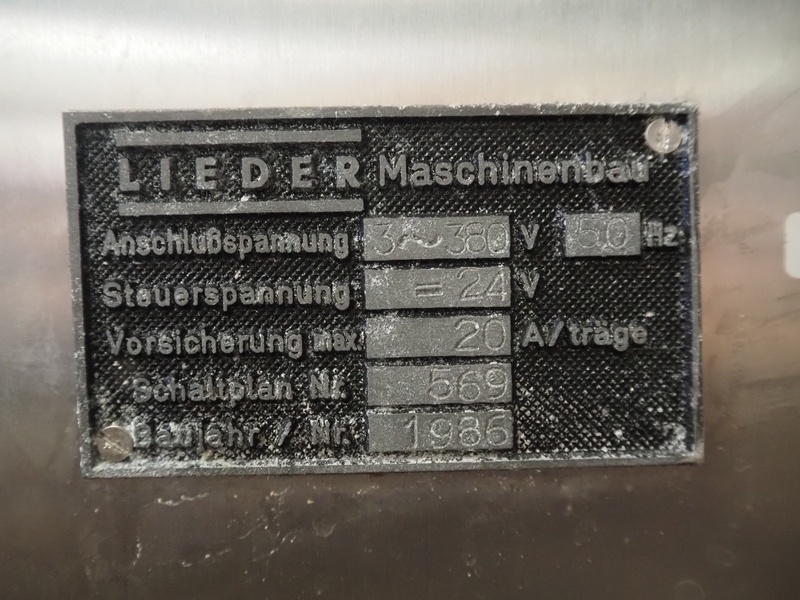 LIEDER Maschinenbau
Anschlußspannung 3~380 V 50 Hz
Steuerspannung = 24 V
Vorsicherung max. 20 A/träge
Schaltplan Nr. 569
Baujahr / Nr. 1986